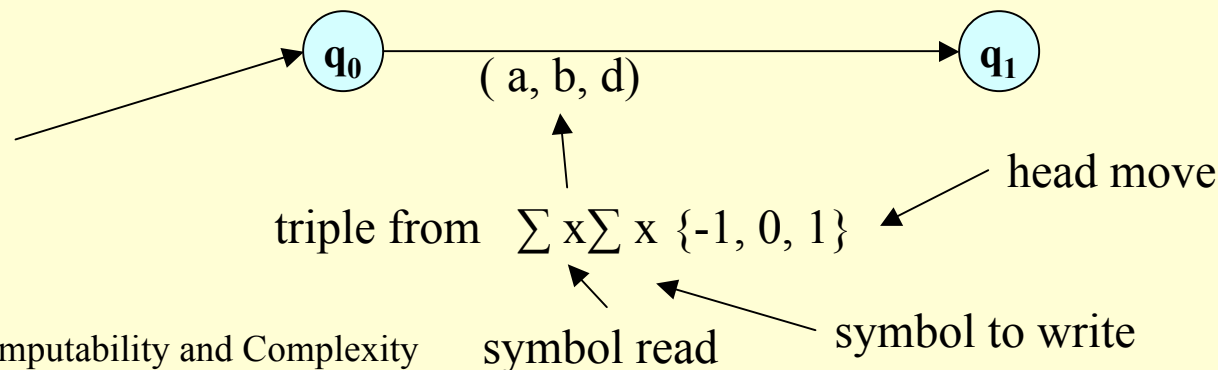 q₀ q₁
( a, b, d)
head move
triple from ∑ x∑ x {-1, 0, 1}
symbol to write
mputability and Complexity symbol read